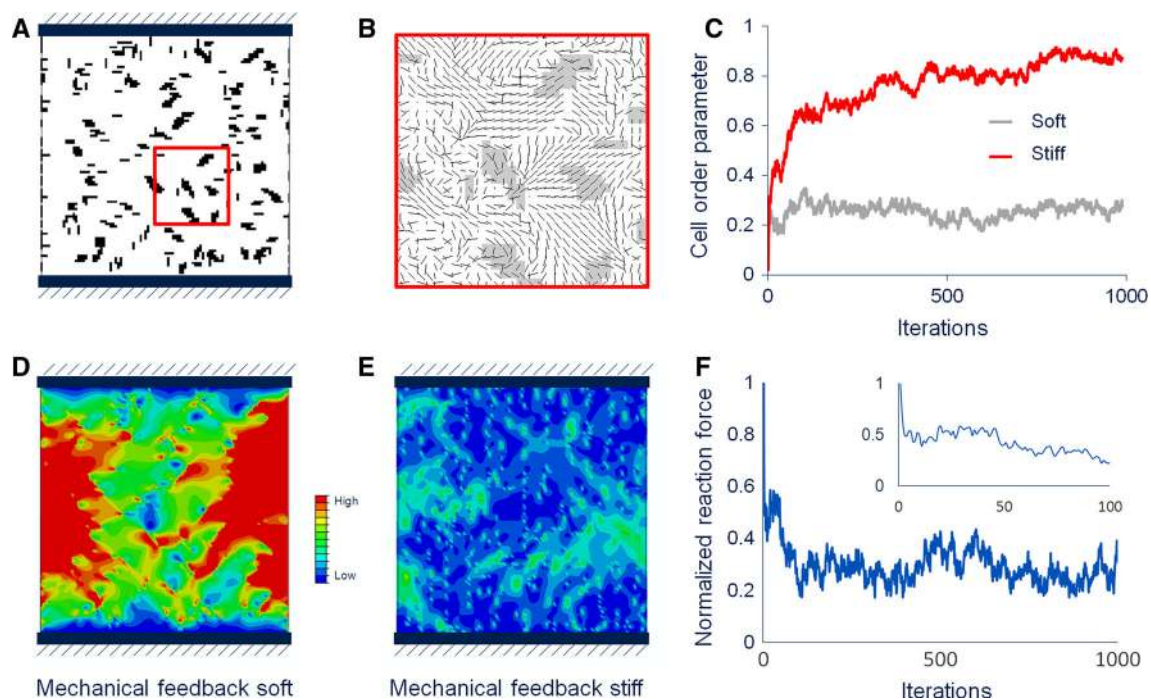 A
B
C
1
0.8
0.6
0.4
0.2
0
Cell order parameter
Soft
Stiff
0
500
1000
Iterations
D
High
Low
Mechanical feedback soft
E
Mechanical feedback stiff
F
1
0.8
0.6
0.4
0.2
0
Normalized reaction force
1
0.5
0
0
50
100
0
500
1000
Iterations